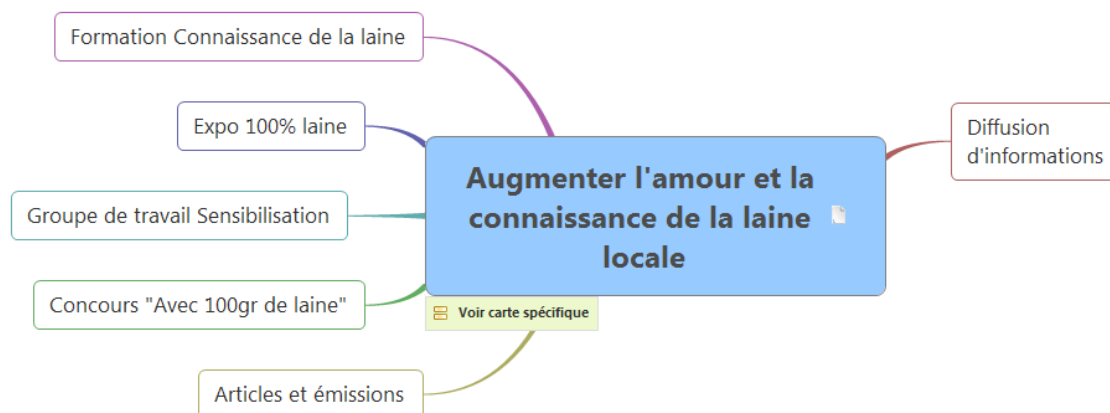 Formation Connaissance de la laine
Expo 100% laine
Groupe de travail Sensibilisation
Concours "Avec 100gr de laine"
Articles et émissions
Augmenter l'amour et la
connaissance de la laine
locale
Voir carte spécifique
Diffusion
d'informations